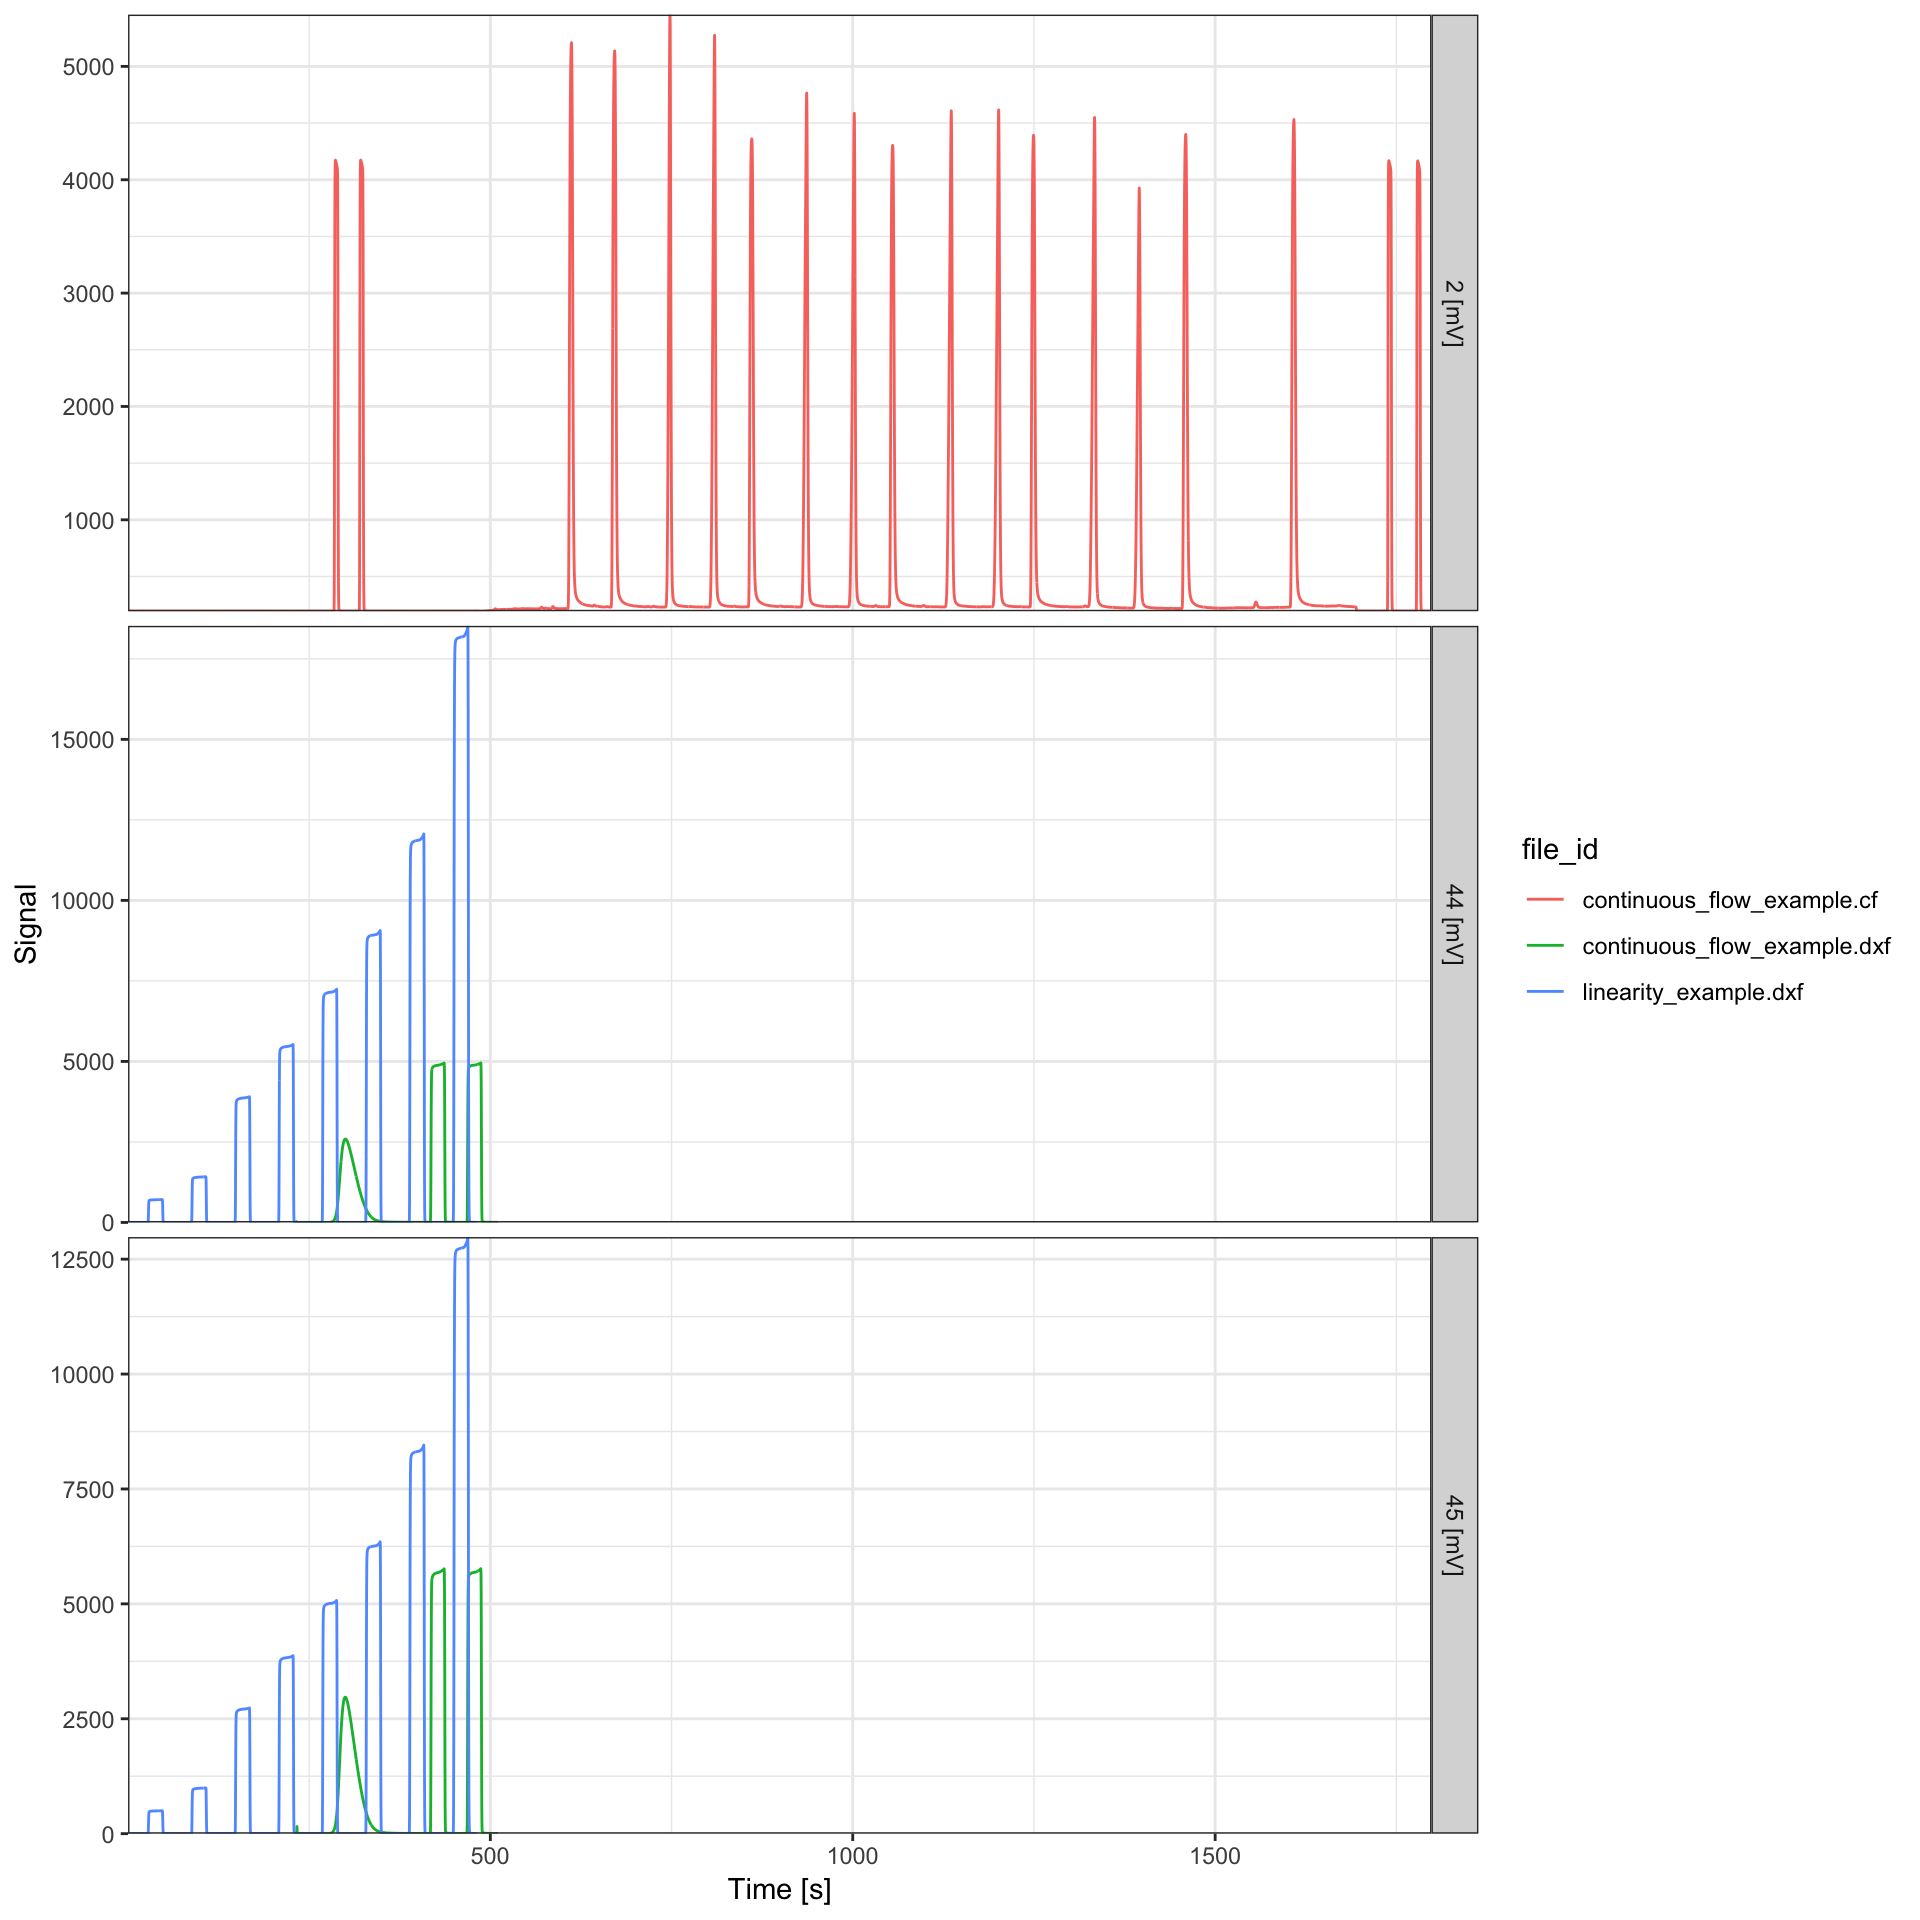 5000
4000
3000
2000
1000
2 [mV]
15000
10000
5000
0
44 [mV]
12500
10000
7500
5000
2500
0
45 [mV]
500
1000
1500
Time [s]
Signal
file_id
continuous_flow_example.cf
continuous_flow_example.dxf
linearity_example.dxf